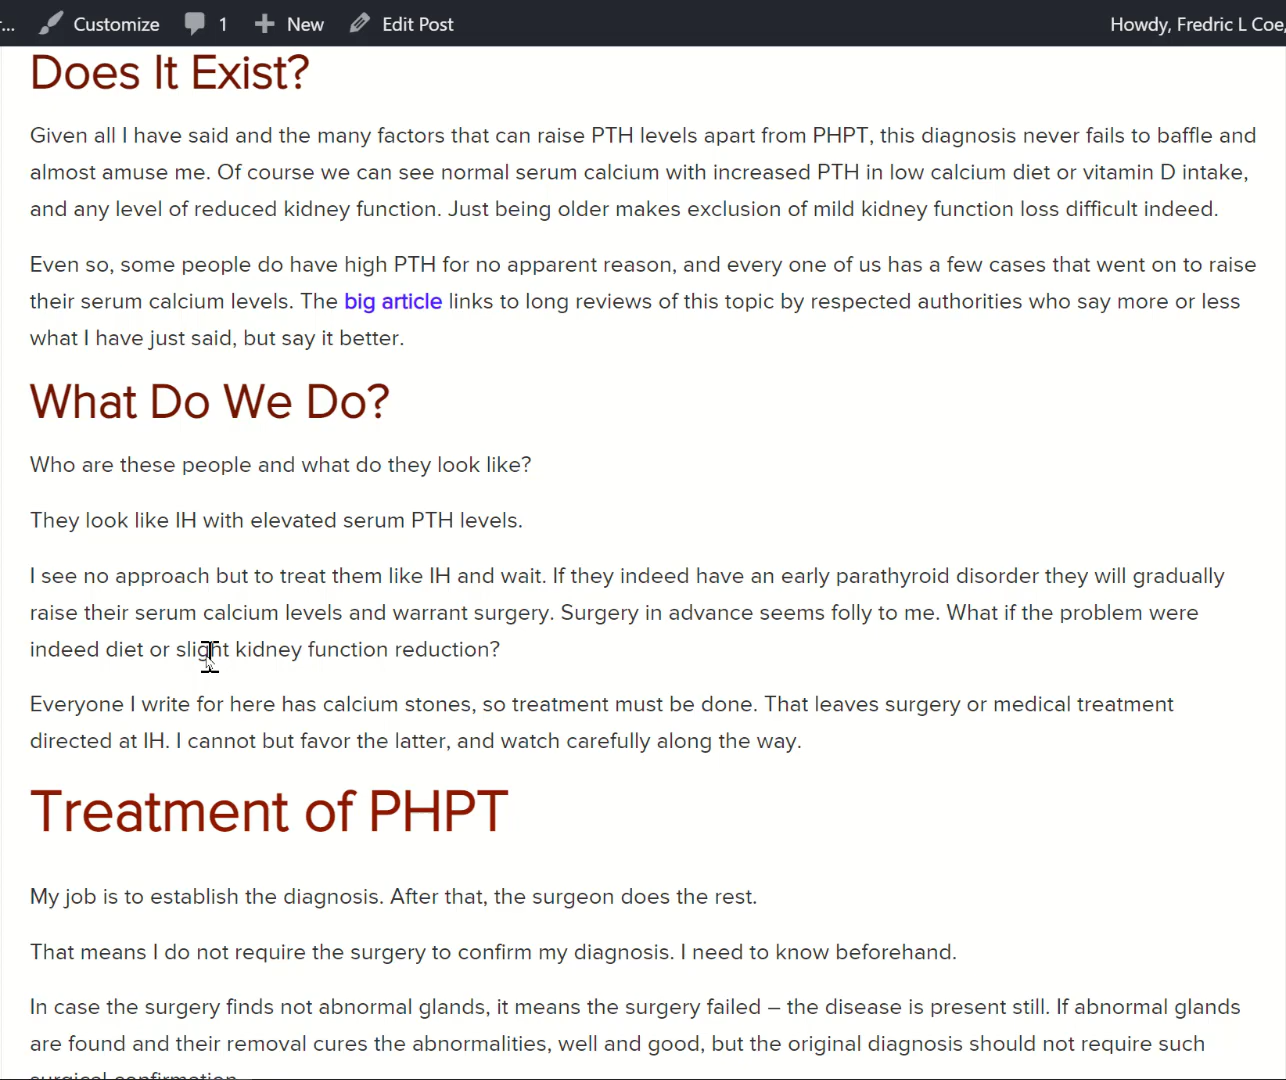 ... Customize 1 New Edit Post Howdy, Fredric L Coe,
Does It Exist?
Given all I have said and the many factors that can raise PTH levels apart from PHPT, this diagnosis never fails to baffle and
almost amuse me. Of course we can see normal serum calcium with increased PTH in low calcium diet or vitamin D intake,
and any level of reduced kidney function. Just being older makes exclusion of mild kidney function loss difficult indeed.
Even so, some people do have high PTH for no apparent reason, and every one of us has a few cases that went on to raise
their serum calcium levels. The big article links to long reviews of this topic by respected authorities who say more or less
what I have just said, but say it better.
What Do We Do?
Who are these people and what do they look like?
They look like IH with elevated serum PTH levels.
I see no approach but to treat them like IH and wait. If they indeed have an early parathyroid disorder they will gradually
raise their serum calcium levels and warrant surgery. Surgery in advance seems folly to me. What if the problem were
indeed diet or slight kidney function reduction?
Everyone I write for here has calcium stones, so treatment must be done. That leaves surgery or medical treatment
directed at IH. I cannot but favor the latter, and watch carefully along the way.
Treatment of PHPT
My job is to establish the diagnosis. After that, the surgeon does the rest.
That means I do not require the surgery to confirm my diagnosis. I need to know beforehand.
In case the surgery finds not abnormal glands, it means the surgery failed – the disease is present still. If abnormal glands
are found and their removal cures the abnormalities, well and good, but the original diagnosis should not require such
surgical confirmation.